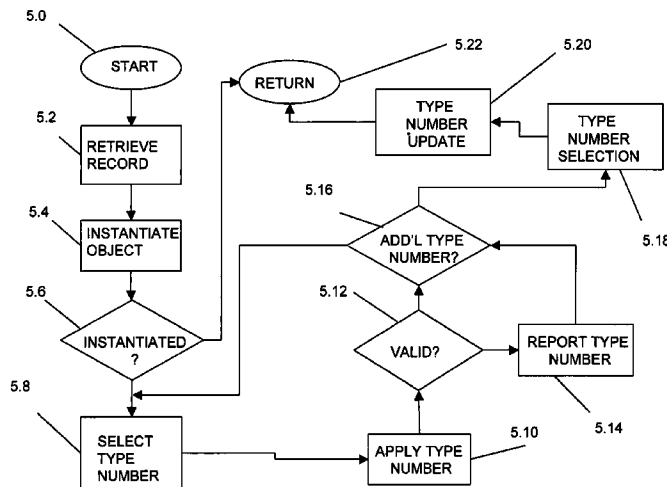 5.0
START
5.2
RETRIEVE
RECORD
5.4
INSTANTIATE
OBJECT
5.6
INSTANTIATED
?
5.8
SELECT
TYPE
NUMBER
RETURN
5.22
5.20
TYPE
NUMBER
UPDATE
TYPE
NUMBER
SELECTION
5.18
5.16
ADD'L TYPE
NUMBER?
5.12
VALID?
REPORT TYPE
NUMBER
5.14
APPLY TYPE
NUMBER
5.10